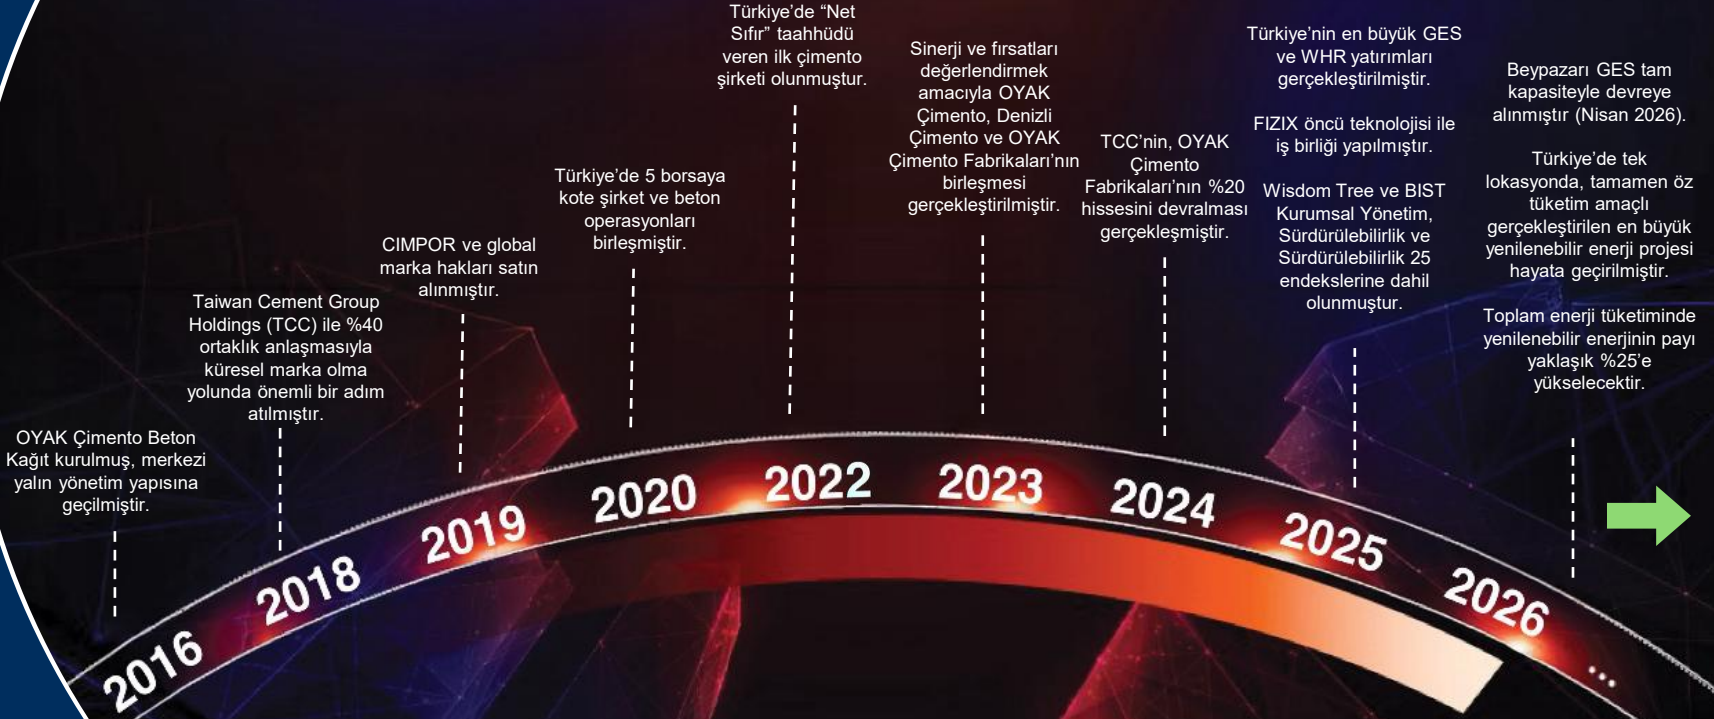 OYAK Çimento Beton
Kağıt kurulmuş, merkezi
yalın yönetim yapısına
geçilmiştir.
2016
Taiwan Cement Group
Holdings (TCC) ile %40
ortaklık anlaşmasıyla
küresel marka olma
yolunda önemli bir adım
atılmıştır.
2018
CIMPOR ve global
marka hakları satın
alınmıştır.
2019
Türkiye’de 5 borsaya
kote şirket ve beton
operasyonları
birleşmiştir.
2020
Türkiye’de “Net
Sıfır” taahhüdü
veren ilk çimento
şirketi olunmuştur.
2022
Sinerji ve fırsatları
değerlendirmek
amacıyla OYAK
Çimento, Denizli
Çimento ve OYAK
Çimento Fabrikaları’nın
birleşmesi
gerçekleştirilmiştir.
2023
TCC’nin, OYAK
Çimento
Fabrikaları’nın %20
hissesini devralması
gerçekleşmiştir.
2024
Türkiye’nin en büyük GES
ve WHR yatırımları
gerçekleştirilmiştir.
FIZIX öncü teknolojisi ile
iş birliği yapılmıştır.
Wisdom Tree ve BIST
Kurumsal Yönetim,
Sürdürülebilirlik ve
Sürdürülebilirlik 25
endekslerine dahil
olunmuştur.
2025
Beypazarı GES tam
kapasiteyle devreye
alınmıştır (Nisan 2026).
Türkiye’de tek
lokasyonda, tamamen öz
tüketim amaçlı
gerçekleştirilen en büyük
yenilenebilir enerji projesi
hayata geçirilmiştir.
Toplam enerji tüketiminde
yenilenebilir enerjinin payı
yaklaşık %25’e
yükselecektir.
2026
...